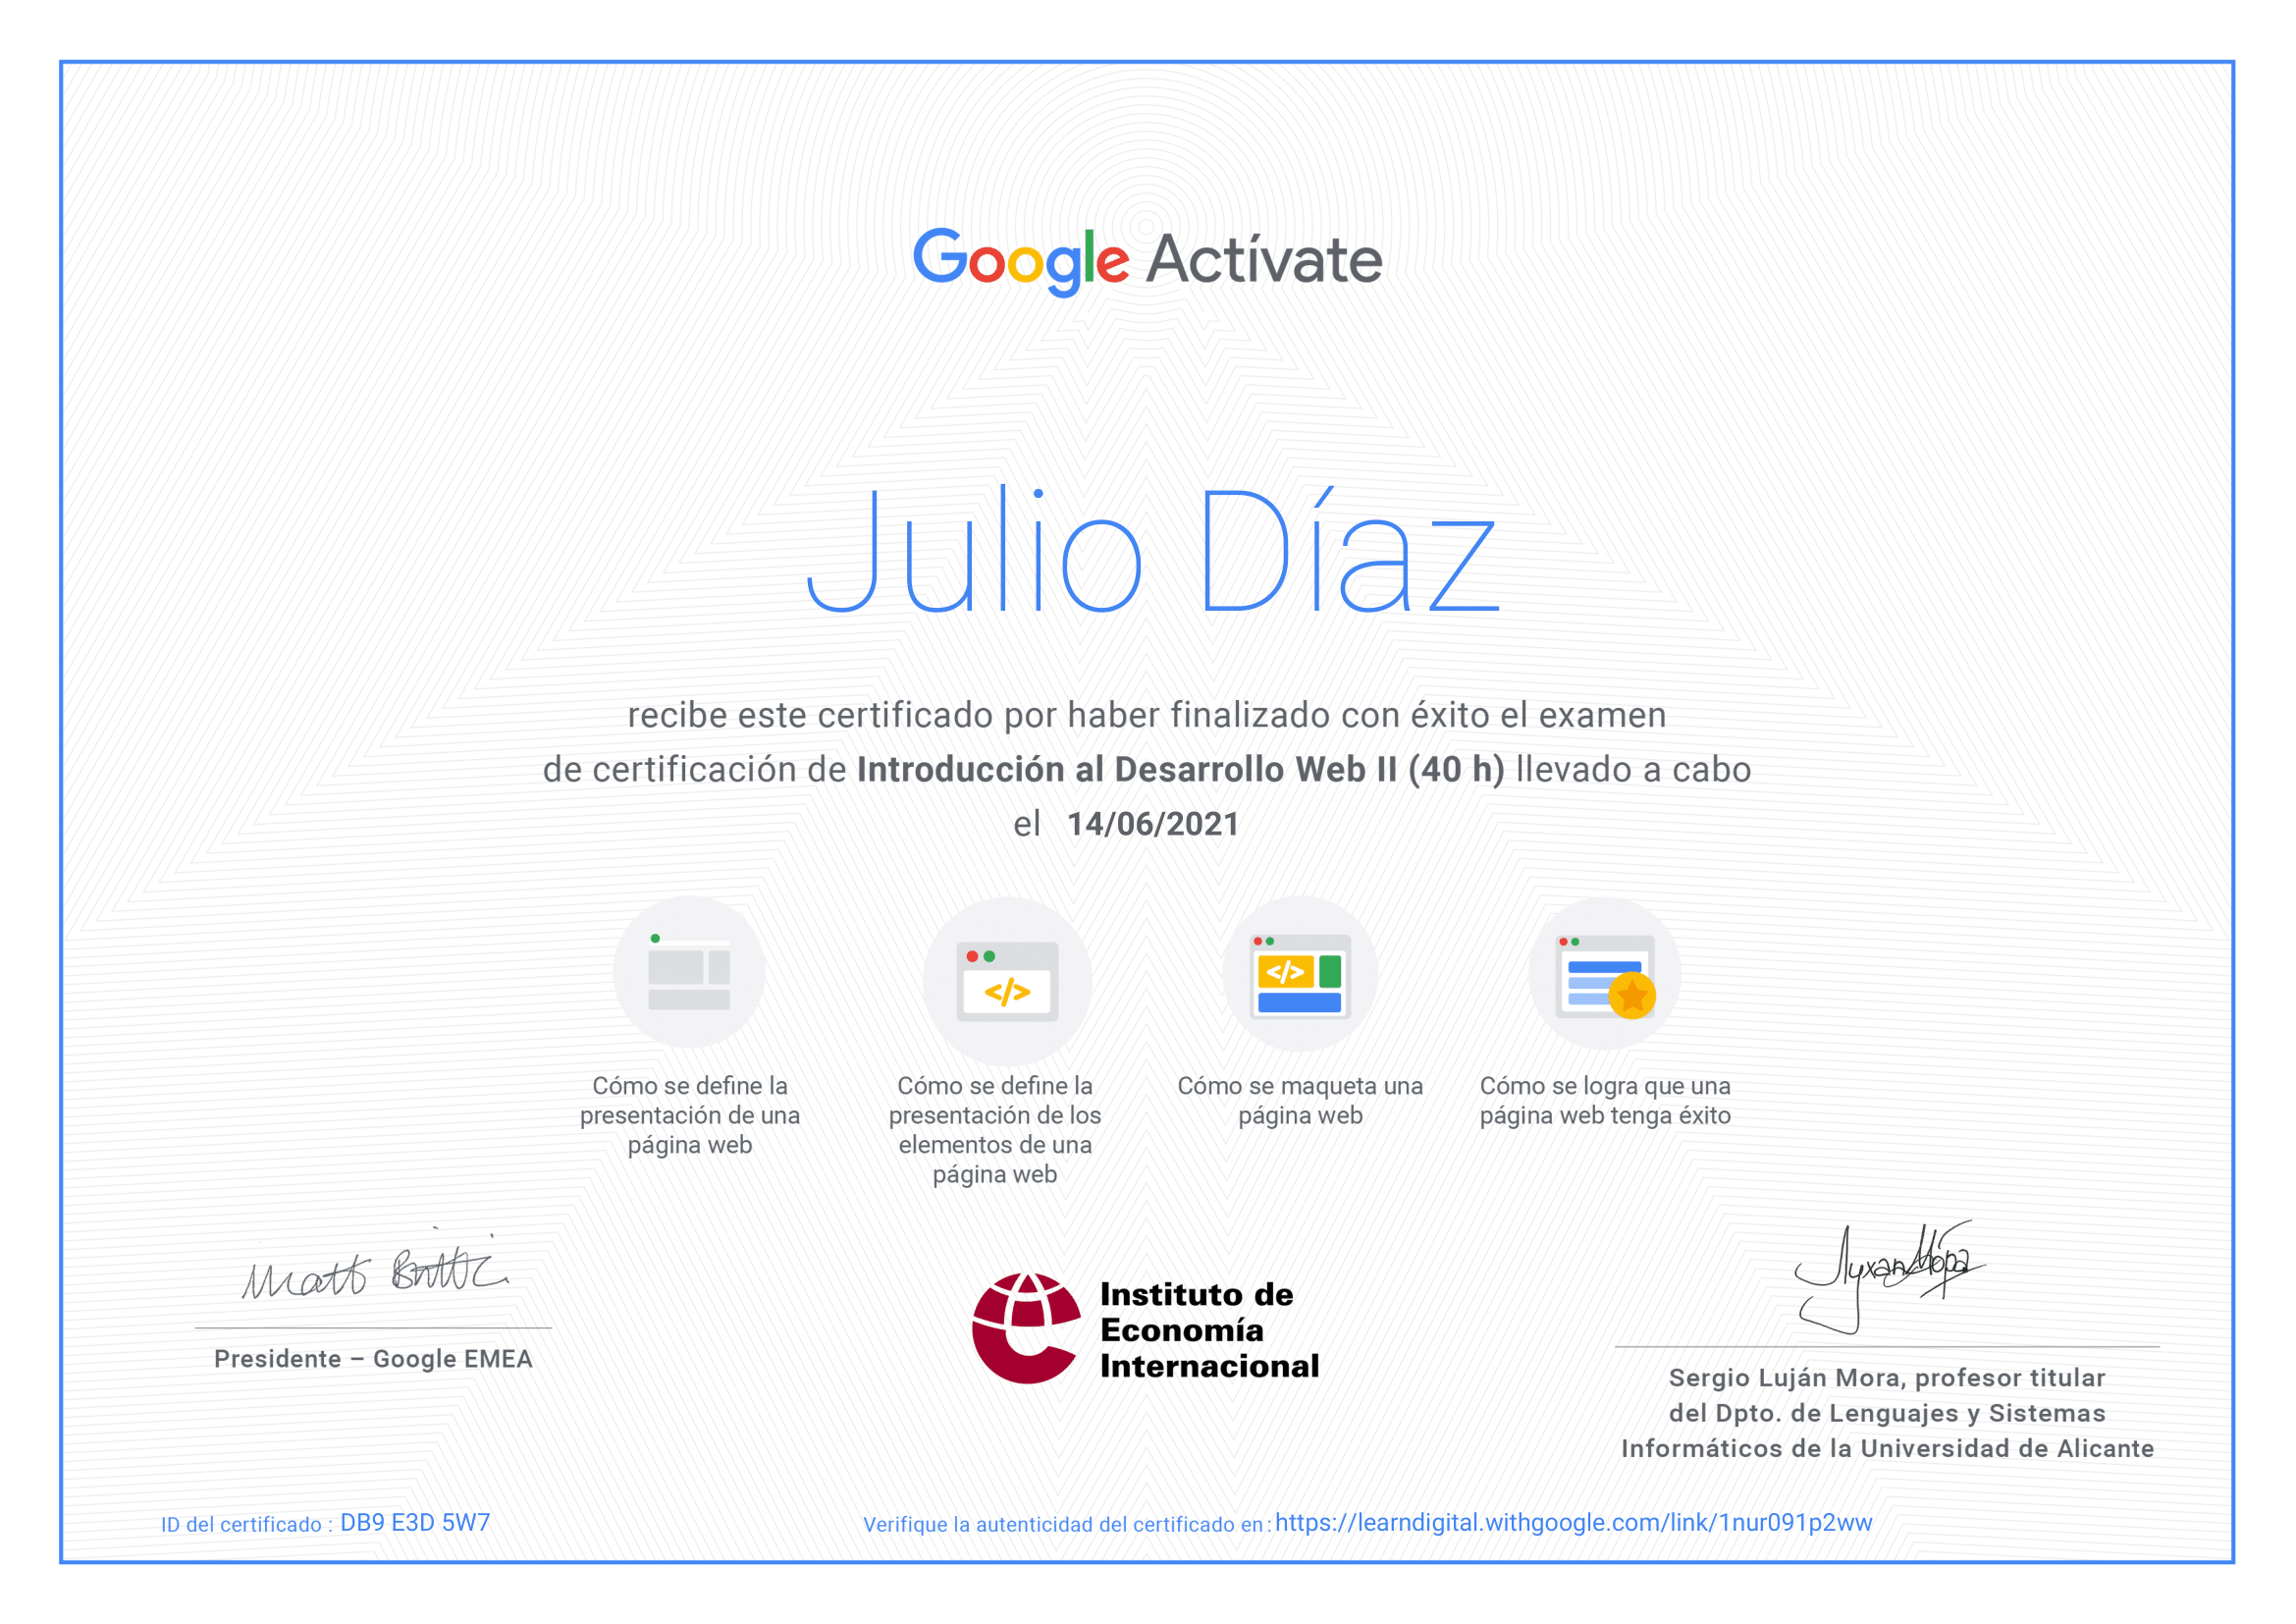 Google Actívate
Julio Díaz
recibe este certificado por haber finalizado con éxito el examen
de certificación de Introducción al Desarrollo Web II (40 h) llevado a cabo
el 14/06/2021
</>
</>
Cómo se define la
presentación de una
página web
Cómo se define la
presentación de los
elementos de una
página web
Cómo se maqueta una
página web
Cómo se logra que una
página web tenga éxito
Matt Brittin
Presidente – Google EMEA
Instituto de
Economía
Internacional
Sergio Luján Mora, profesor titular
del Dpto. de Lenguajes y Sistemas
Informáticos de la Universidad de Alicante
ID del certificado : DB9 E3D 5W7
Verifique la autenticidad del certificado en : https://learndigital.withgoogle.com/link/1nur091p2ww